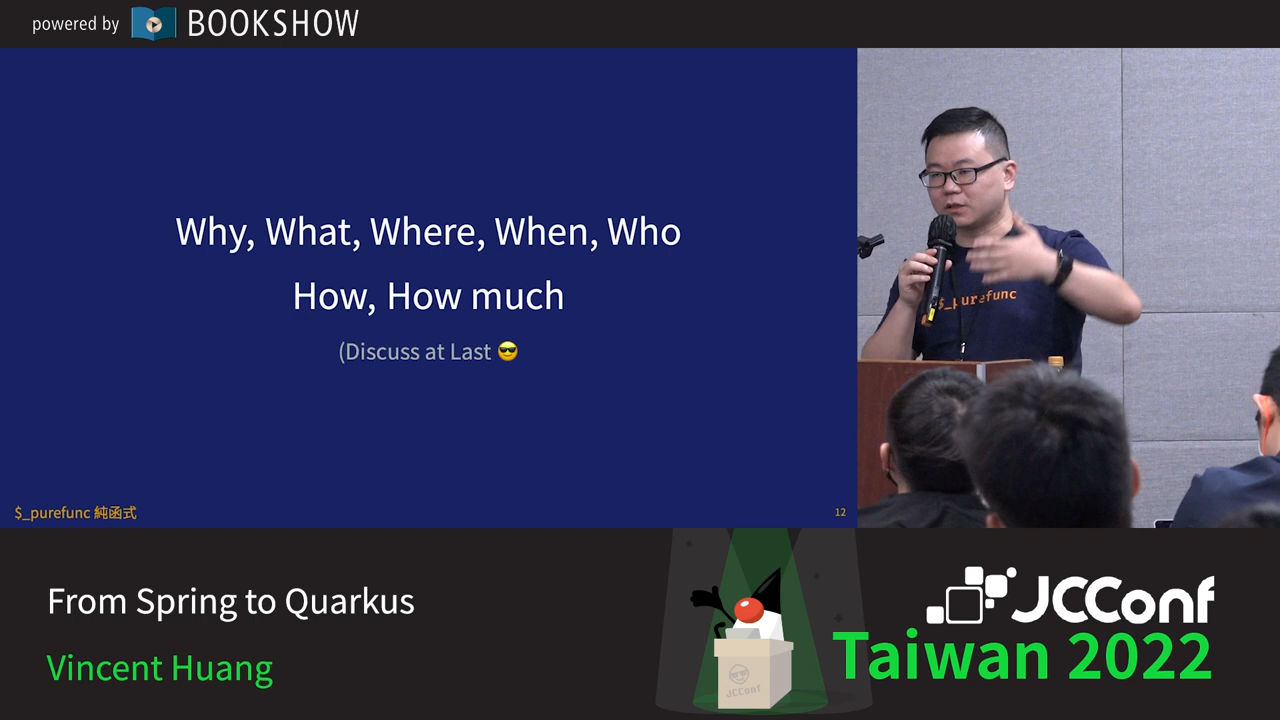 powered by BOOKSHOW
Why, What, Where, When, Who
How, How much
(Discuss at Last 😎
$_purefunc 純函式
12
$_purefunc
From Spring to Quarkus
Vincent Huang
JCConf
JCConf
Taiwan 2022